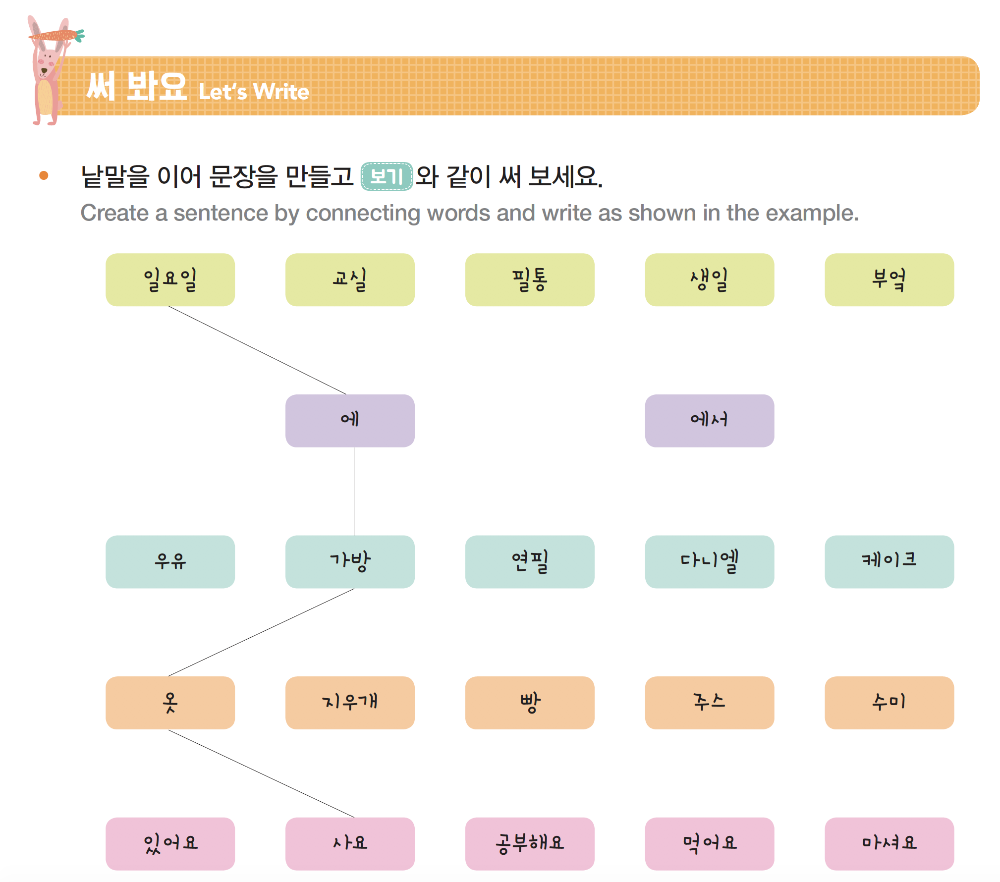 써 봐요 Let's Write
낱말을 이어 문장을 만들고 보기 와 같이 써 보세요.
Create a sentence by connecting words and write as shown in the example.
일요일 교실 필통 생일 부엌
에 에서
우유 가방 연필 다니엘 케이크
옷 지우개 빵 주스 수미
있어요 사요 공부해요 먹어요 마셔요